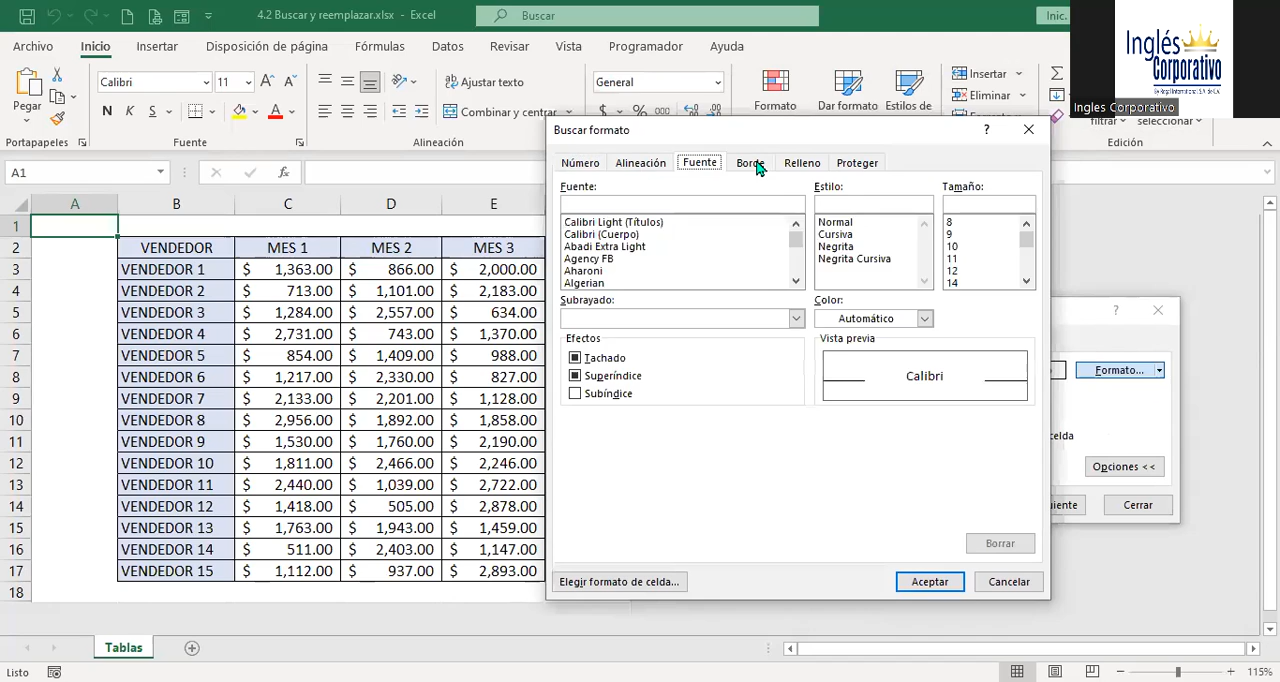 4.2 Buscar y reemplazar.xlsx - Excel
Buscar
Inic.
Archivo Inicio Insertar Disposición de página Fórmulas Datos Revisar Vista Programador Ayuda
Inglés
Corporativo
Ingles Corporativo
Pegar
Calibri 11
N K S
Ajustar texto
Combinar y centrar
General
$ %
Formato
Dar formato
Estilos de
Insertar
Eliminar
filtrar
seleccionar
Portapapeles
Fuente
Alineación
Edición
A1
fx
A B C D E
1
2 VENDEDOR MES 1 MES 2 MES 3
3 VENDEDOR 1 $ 1,363.00 $ 866.00 $ 2,000.00
4 VENDEDOR 2 $ 713.00 $ 1,101.00 $ 2,183.00
5 VENDEDOR 3 $ 1,284.00 $ 2,557.00 $ 634.00
6 VENDEDOR 4 $ 2,731.00 $ 743.00 $ 1,370.00
7 VENDEDOR 5 $ 854.00 $ 1,409.00 $ 988.00
8 VENDEDOR 6 $ 1,217.00 $ 2,330.00 $ 827.00
9 VENDEDOR 7 $ 2,133.00 $ 2,201.00 $ 1,128.00
10 VENDEDOR 8 $ 2,956.00 $ 1,892.00 $ 1,858.00
11 VENDEDOR 9 $ 1,530.00 $ 1,760.00 $ 2,190.00
12 VENDEDOR 10 $ 1,811.00 $ 2,466.00 $ 2,246.00
13 VENDEDOR 11 $ 2,440.00 $ 1,039.00 $ 2,722.00
14 VENDEDOR 12 $ 1,418.00 $ 505.00 $ 2,878.00
15 VENDEDOR 13 $ 1,763.00 $ 1,943.00 $ 1,459.00
16 VENDEDOR 14 $ 511.00 $ 2,403.00 $ 1,147.00
17 VENDEDOR 15 $ 1,112.00 $ 937.00 $ 2,893.00
18
Buscar formato
Número Alineación Fuente Borde Relleno Proteger
Fuente: Estilo: Tamaño:
Calibri Light (Títulos) Normal 8
Calibri (Cuerpo) Cursiva 9
Abadi Extra Light Negrita 10
Agency FB Negrita Cursiva 11
Aharoni 12
Algerian 14
Subrayado: Color:
Automático
Efectos Vista previa
Tachado
Superíndice
Subíndice
Calibri
Borrar
Elegir formato de celda...
Aceptar
Cancelar
Formato...
celda
Opciones <<
uiente
Cerrar
Tablas
Listo
115%